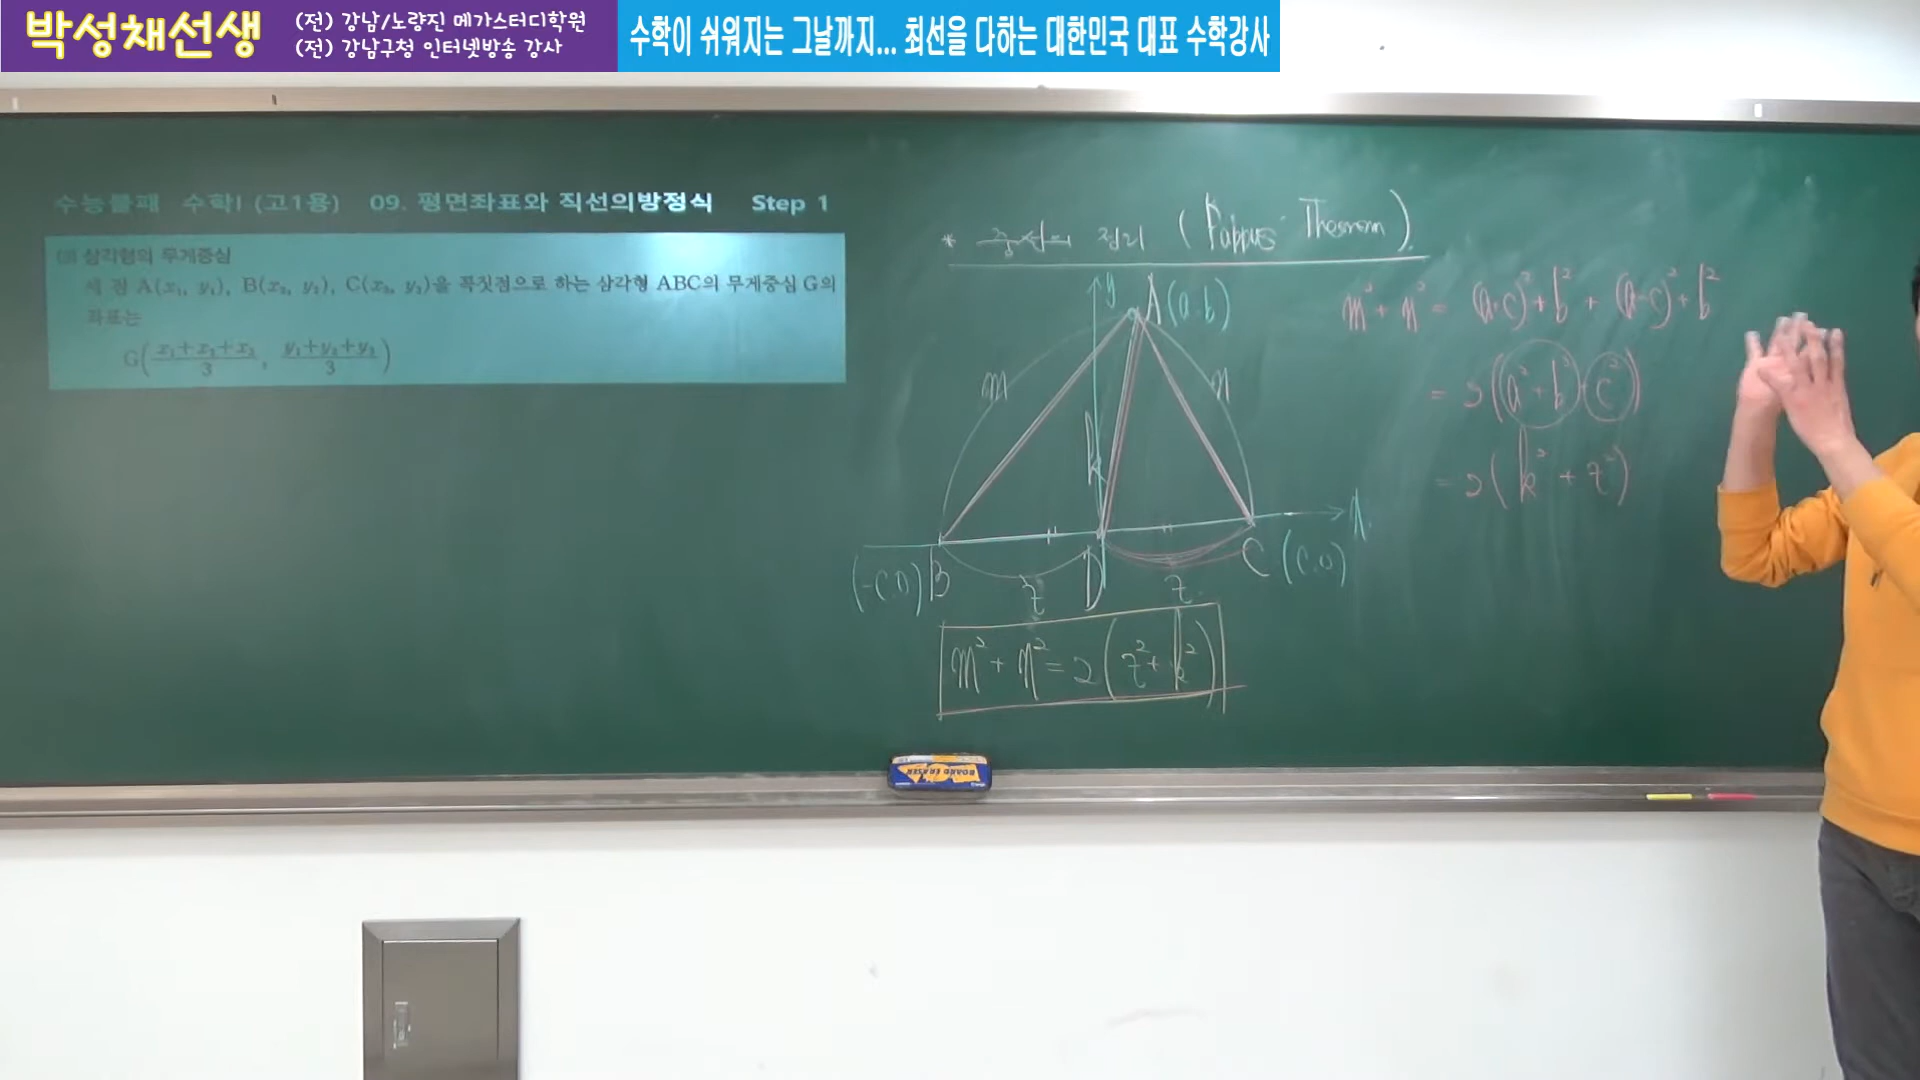 박성채선생
(전) 강남/노량진 메가스터디학원
(전) 강남구청 인터넷방송 강사
수학이 쉬워지는 그날까지... 최선을 다하는 대한민국 대표 수학강사
수능불패 수학I (고1용) 09. 평면좌표와 직선의방정식 Step 1
삼각형의 무게중심
세 점 A(x₁, y₁), B(x₂, y₂), C(x₃, y₃)을 꼭짓점으로 하는 삼각형 ABC의 무게중심 G의
좌표는
G((x₁+x₂+x₃)/3, (y₁+y₂+y₃)/3)
* 중선 정리 (Pappus Theorem).
y
A(a.b)
m
n
k
x
(-c.0) B
D
C (c.0)
z
z
m²+n²=2(z²+k²)
m²+n² = (a+c)²+b² + (a-c)²+b²
= 2(a²+b²+c²)
= 2(k²+z²)
BOARD ERASER